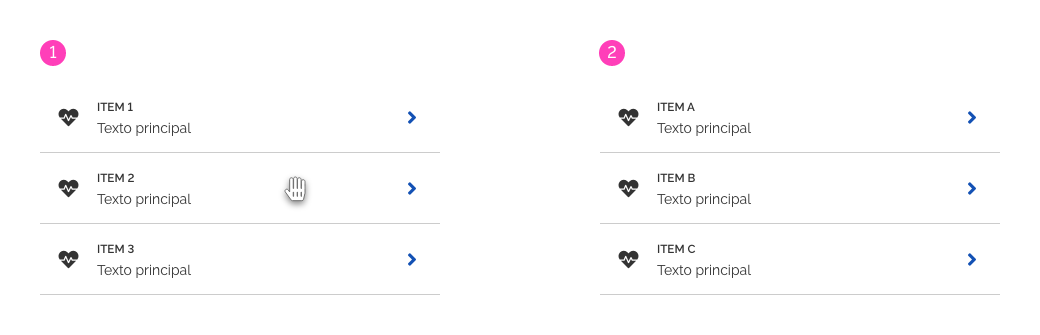 1
ITEM 1
Texto principal
ITEM 2
Texto principal
ITEM 3
Texto principal
2
ITEM A
Texto principal
ITEM B
Texto principal
ITEM C
Texto principal